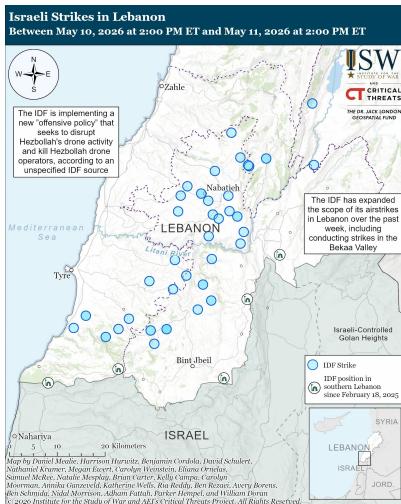 Israeli Strikes in Lebanon
Between May 10, 2026 at 2:00 PM ET and May 11, 2026 at 2:00 PM ET
N
W E
S
ISW
INSTITUTE FOR THE
STUDY OF WAR
AND
CT CRITICAL
THREATS
THE DR. JACK LONDON
GEOSPATIAL FUND
Zahle
The IDF is implementing a
new "offensive policy" that
seeks to disrupt
Hezbollah's drone activity
and kill Hezbollah drone
operators, according to an
unspecified IDF source
Nabatieh
The IDF has expanded
the scope of its airstrikes
in Lebanon over the past
week, including
conducting strikes in the
Bekaa Valley
Mediterranean
Sea
LEBANON
Litani River
Tyre
Israeli-Controlled
Golan Heights
Bint Jbeil
IDF Strike
IDF position in
southern Lebanon
since February 18, 2025
Nahariya
ISRAEL
0 5 10 20 Kilometers
SYRIA
LEBANON
ISRAEL
JORD.
Map by Daniel Mealie, Harrison Hurwitz, Benjamin Cordola, David Schulert,
Nathaniel Kramer, Megan Ewert, Carolyn Weinstein, Eliana Ornelas,
Samuel McRee, Natalie Mesplay, Brian Carter, Kelly Campa, Carolyn
Moorman, Annika Ganzeveld, Katherine Wells, Ria Reddy, Ben Rezaei, Avery Borens,
Ben Schmida, Nidal Morrison, Adham Fattah, Parker Hempel, and William Doran
© 2026 Institute for the Study of War and AEI's Critical Threats Project. All Rights Reserved.